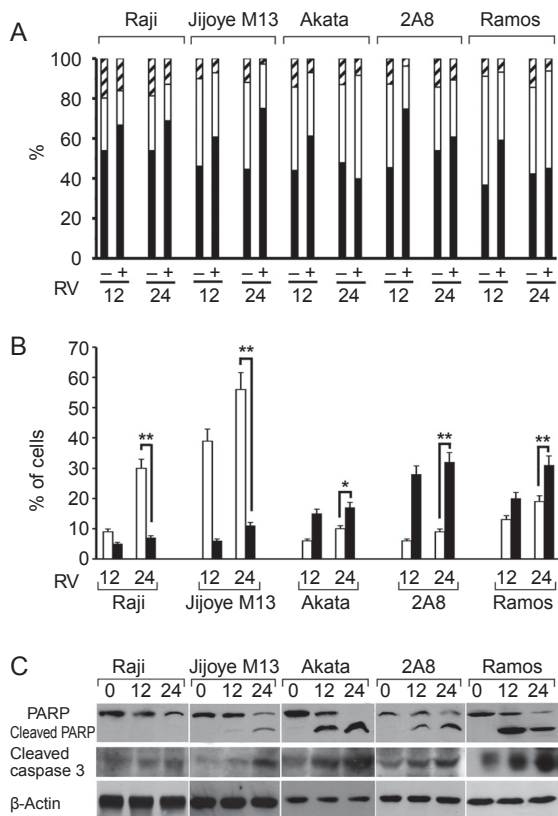 A
Raji Jijoye M13 Akata 2A8 Ramos
100
80
60
40
20
0
%
RV – + – + – + – + – + – + – + – + – + – +
12 24 12 24 12 24 12 24 12 24
B
70
60
50
40
30
20
10
0
% of cells
** ** * ** **
RV 12 24 12 24 12 24 12 24 12 24
Raji Jijoye M13 Akata 2A8 Ramos
C
Raji Jijoye M13 Akata 2A8 Ramos
0 12 24 0 12 24 0 12 24 0 12 24 0 12 24
PARP
Cleaved PARP
Cleaved
caspase 3
β-Actin